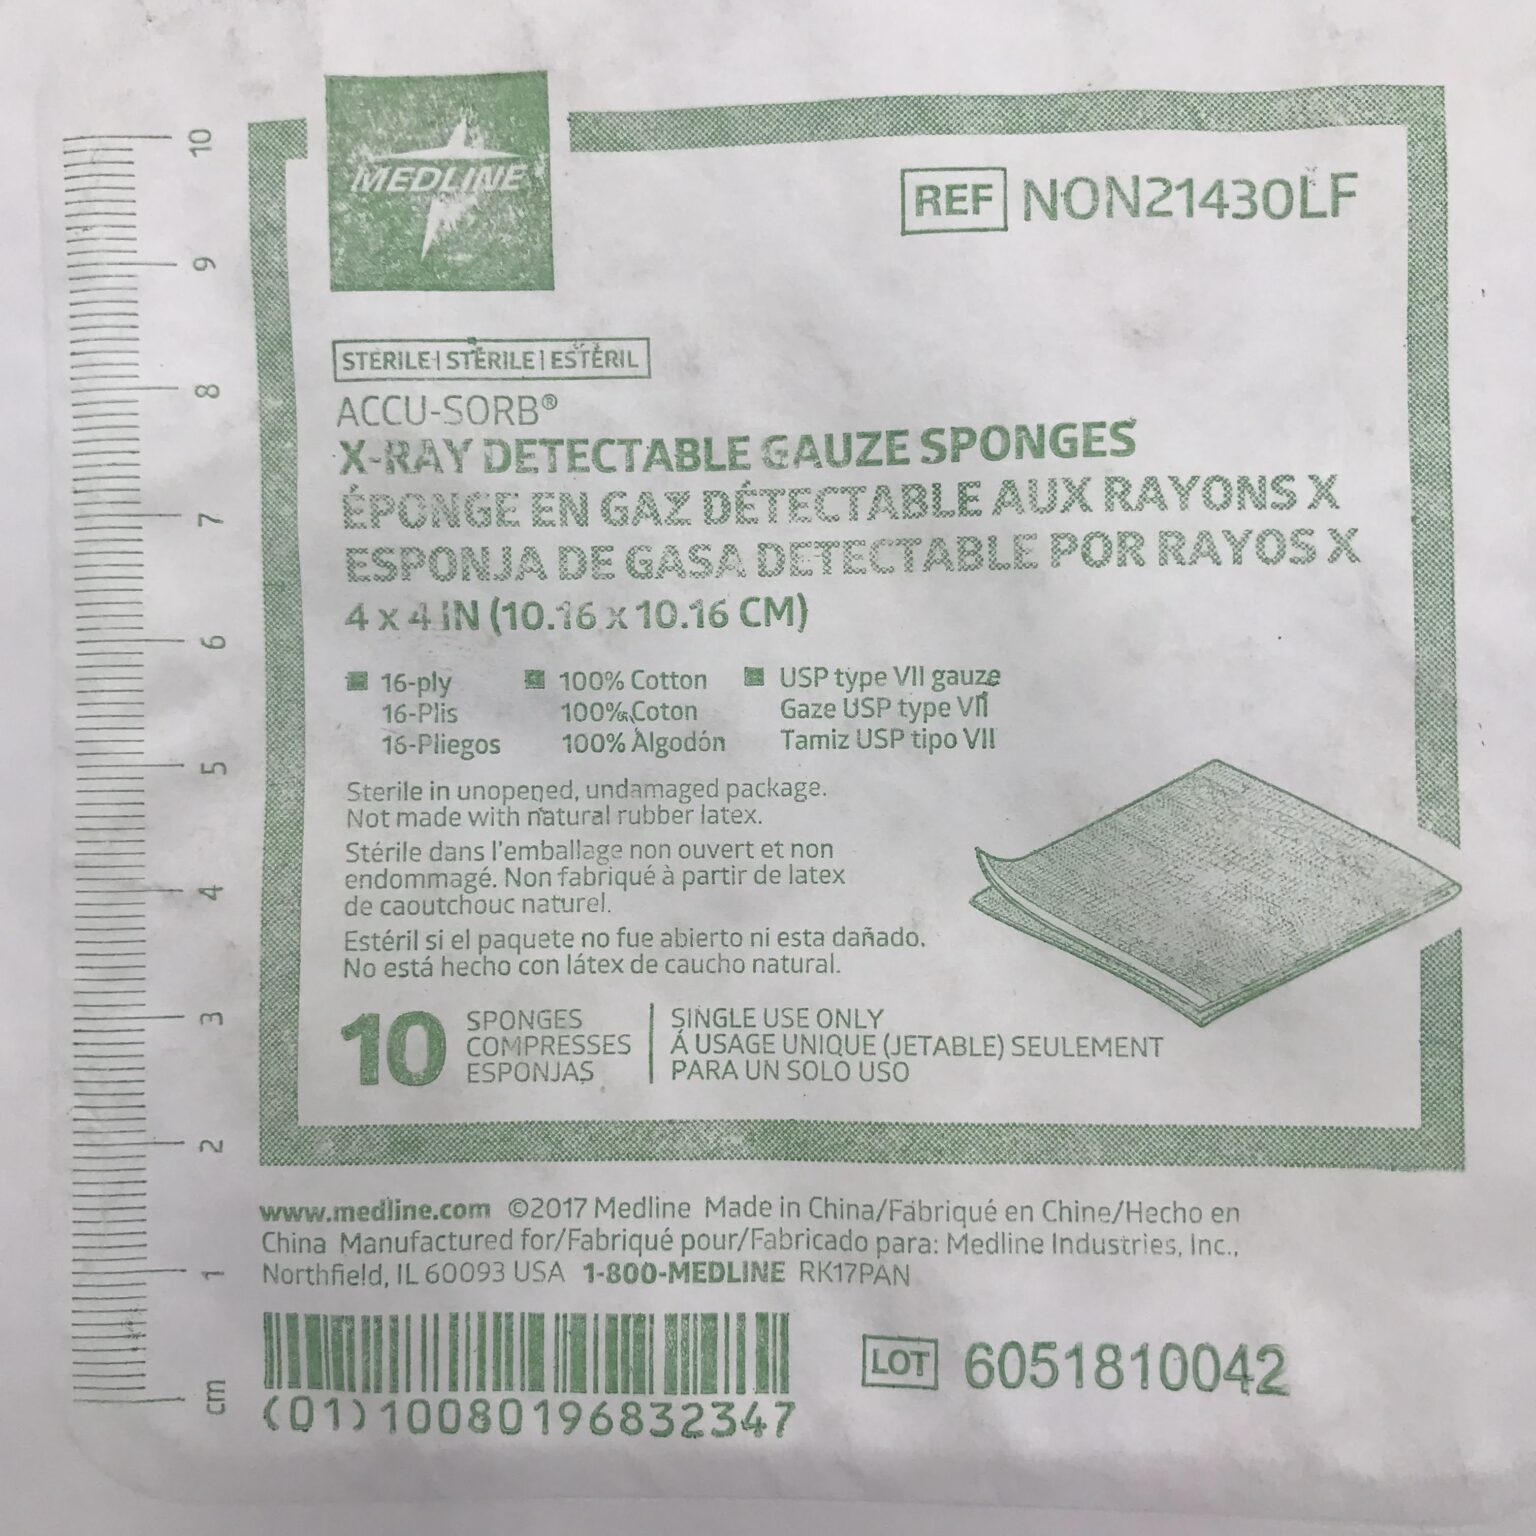 MEDLINE
REF NON21430LF
STERILE | STÉRILE | ESTÉRIL
ACCU-SORB®
X-RAY DETECTABLE GAUZE SPONGES
ÉPONGE EN GAZ DÉTECTABLE AUX RAYONS X
ESPONJA DE GASA DETECTABLE POR RAYOS X
4 x 4 IN (10.16 x 10.16 CM)
16-ply 100% Cotton USP type VII gauze
16-Plis 100% Coton Gaze USP type VII
16-Pliegos 100% Algodón Tamiz USP tipo VII
Sterile in unopened, undamaged package.
Not made with natural rubber latex.
Stérile dans l'emballage non ouvert et non
endommagé. Non fabriqué à partir de latex
de caoutchouc naturel.
Estéril si el paquete no fue abierto ni esta dañado.
No está hecho con látex de caucho natural.
10 SPONGES
COMPRESSES
ESPONJAS
SINGLE USE ONLY
À USAGE UNIQUE (JETABLE) SEULEMENT
PARA UN SOLO USO
www.medline.com ©2017 Medline Made in China/Fabriqué en Chine/Hecho en
China Manufactured for/Fabriqué pour/Fabricado para: Medline Industries, Inc.,
Northfield, IL 60093 USA 1-800-MEDLINE RK17PAN
(01)10080196832347
LOT 6051810042
10
9
8
7
6
5
4
3
2
1
cm